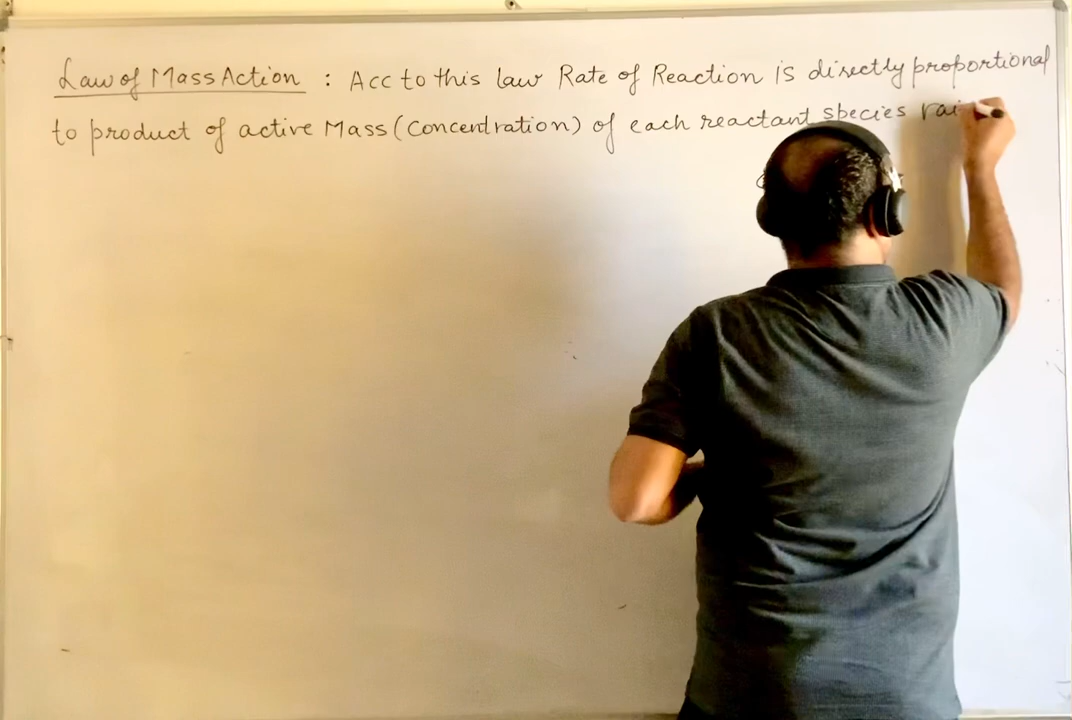 Law of Mass Action : Acc to this law Rate of Reaction is directly proportional
to product of active Mass (Concentration) of each reactant species rai